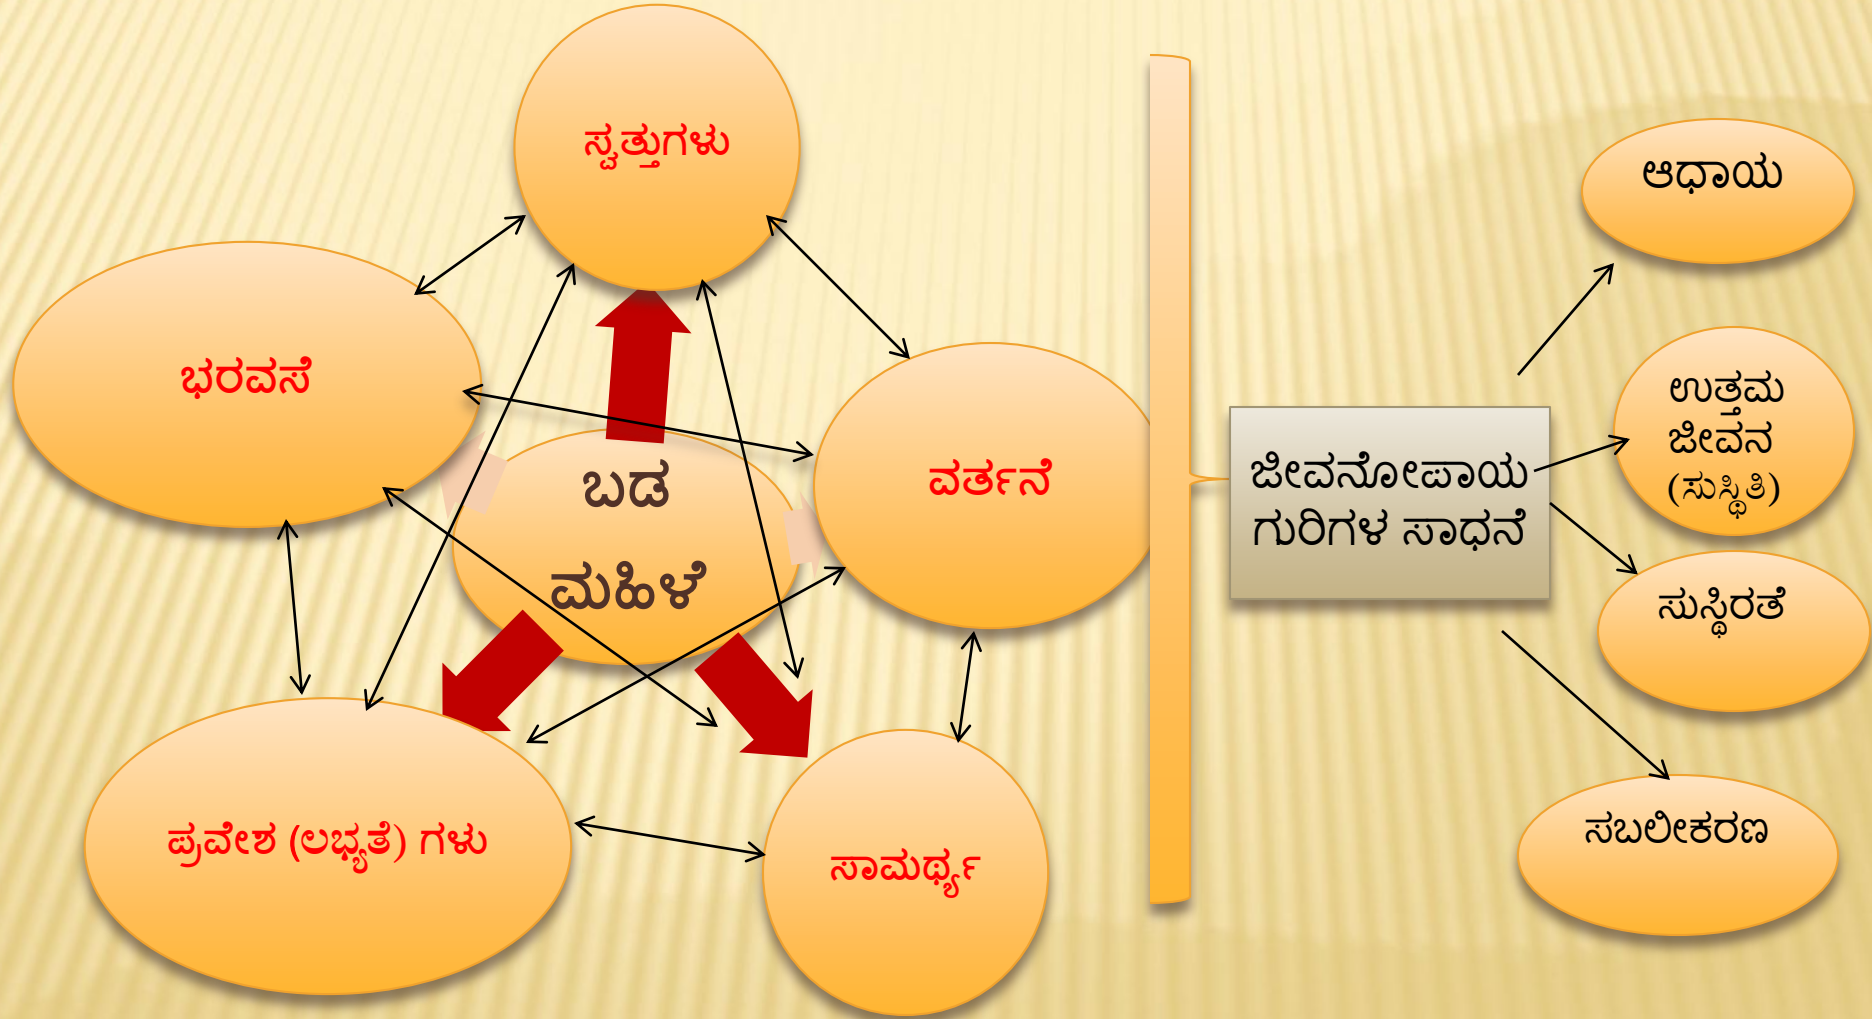 ಸ್ವತ್ತುಗಳು
ಭರವಸೆ
ಬಡ
ಮಹಿಳೆ
ವರ್ತನೆ
ಪ್ರವೇಶ (ಲಭ್ಯತೆ) ಗಳು
ಸಾಮರ್ಥ್ಯ
ಜೀವನೋಪಾಯ
ಗುರಿಗಳ ಸಾಧನೆ
ಆಧಾಯ
ಉತ್ತಮ
ಜೀವನ
(ಸುಸ್ಥಿತಿ)
ಸುಸ್ಥಿರತೆ
ಸಬಲೀಕರಣ